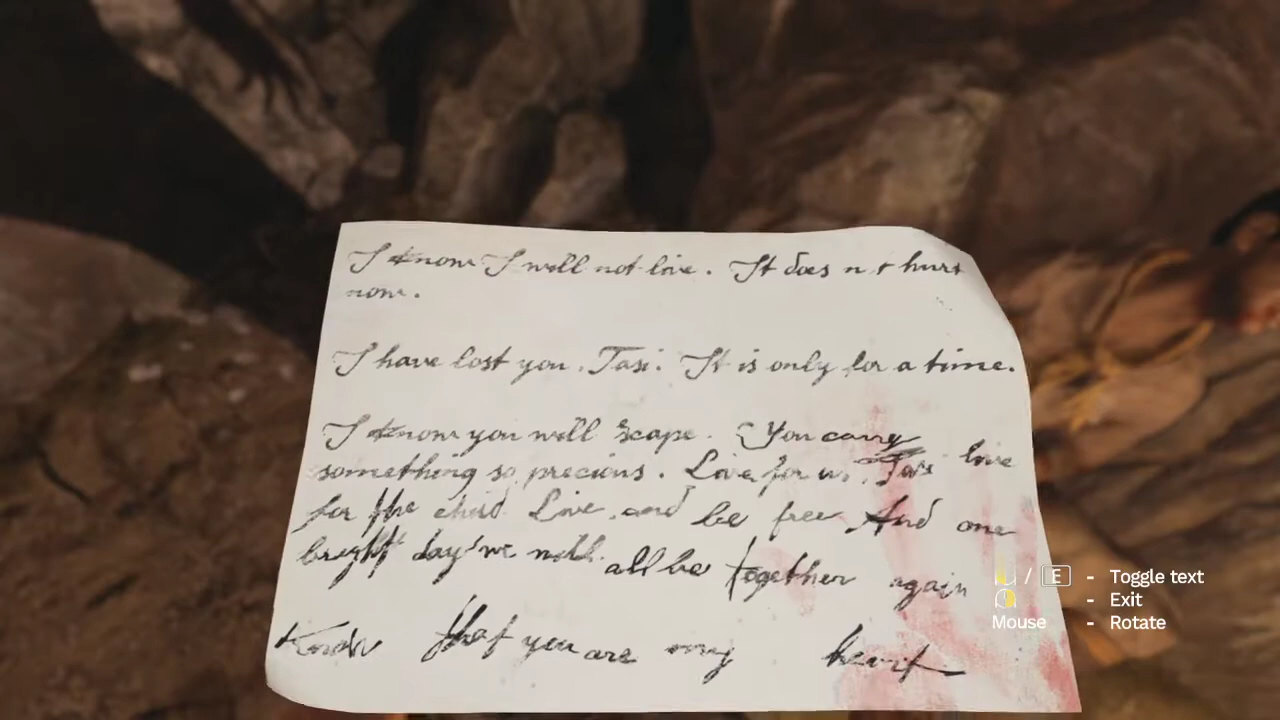 I know I will not live. It does n t hurt
now.
I have lost you, Tasi. It is only for a time.
I know you will scape. You carry
something so precious. Live for us, Tasi live
for the child. Live, and be free And one
bright day we will all be together again
Know that you are my heart
/ E - Toggle text
- Exit
Mouse - Rotate